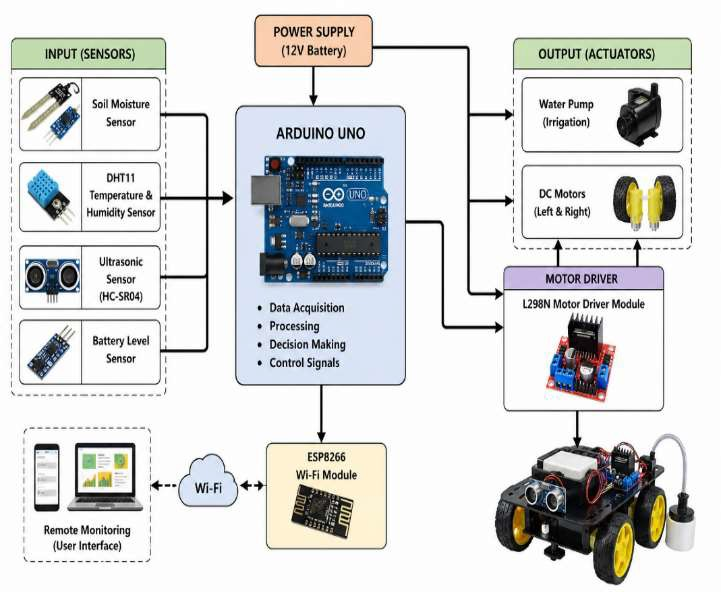 POWER SUPPLY
(12V Battery)
INPUT (SENSORS)
Soil Moisture
Sensor
DHT11
Temperature &
Humidity Sensor
Ultrasonic
Sensor
(HC-SR04)
Battery Level
Sensor
ARDUINO UNO
UNO
ARDUINO
• Data Acquisition
• Processing
• Decision Making
• Control Signals
OUTPUT (ACTUATORS)
Water Pump
(Irrigation)
DC Motors
(Left & Right)
MOTOR DRIVER
L298N Motor Driver Module
ESP8266
Wi-Fi Module
Wi-Fi
Remote Monitoring
(User Interface)